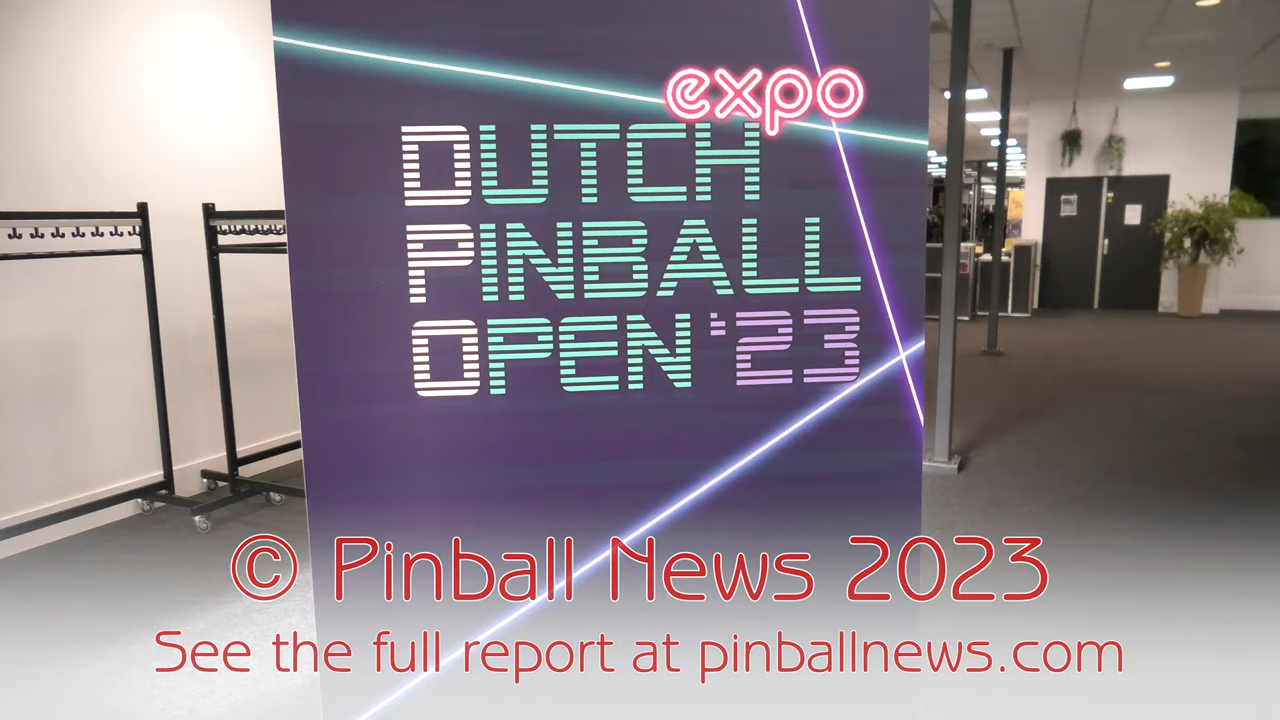 expo
DUTCH
PINBALL
OPEN '23
© Pinball News 2023
See the full report at pinballnews.com